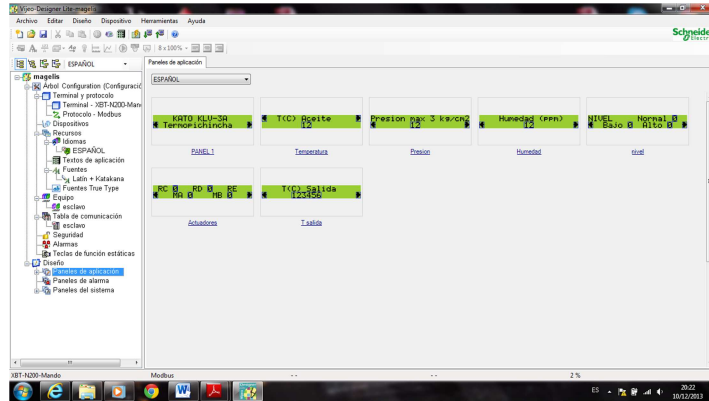 Vijeo-Designer Lite-magelis
Archivo Editar Diseño Dispositivo Herramientas Ayuda
Schneider
Electric
8 x 100%
ESPAÑOL
Paneles de aplicación
ESPAÑOL
magelis
Arbol Configuration (Configuració
Terminal y protocolo
Terminal - XBT-N200-Man
Protocolo - Modbus
Dispositivos
Recursos
Idiomas
ESPAÑOL
Textos de aplicación
Fuentes
Latin + Katakana
Fuentes True Type
Equipo
esclavo
Tabla de comunicación
esclavo
Seguridad
Alarmas
Teclas de función estáticas
Diseño
Paneles de aplicación
Paneles de alarma
Paneles del sistema
KATO KLU-3A
Termopichincha
PANEL 1
T(C) Aceite
12
Temperatura
Presion max 3 kg/cm2
12
Presion
Humedad (PPM)
12
Humedad
NIVEL Normal 0
Bajo 0 Alto 0
nivel
RC 0 RD 0 RE
MA 0 MB 0
Actuadores
T(C) Salida
123456
T salida
XBT-N200-Mando Modbus -- -- 2 %
ES 20:22
10/12/2013